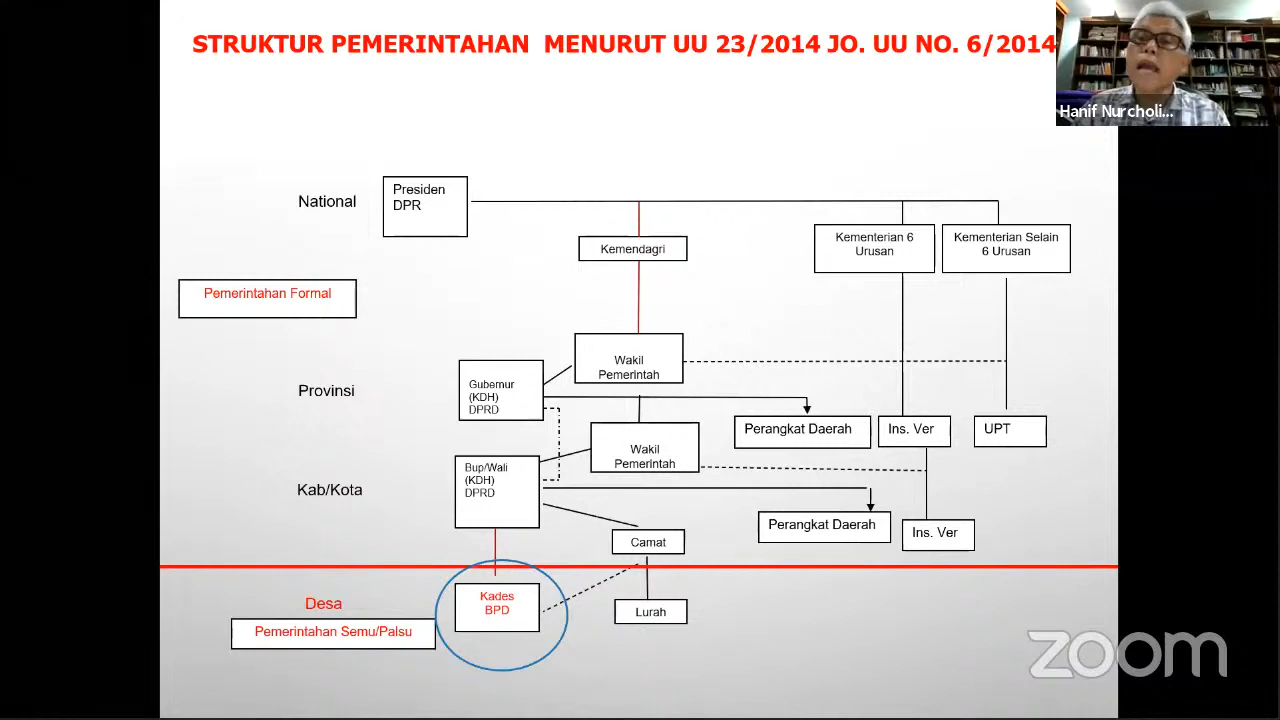 STRUKTUR PEMERINTAHAN MENURUT UU 23/2014 JO. UU NO. 6/2014
Hanif Nurcholi...
National
Presiden
DPR
Kemendagri
Kementerian 6
Urusan
Kementerian Selain
6 Urusan
Pemerintahan Formal
Wakil
Pemerintah
Provinsi
Gubernur
(KDH)
DPRD
Perangkat Daerah
Ins. Ver
UPT
Wakil
Pemerintah
Kab/Kota
Bup/Wali
(KDH)
DPRD
Perangkat Daerah
Ins. Ver
Camat
Desa
Kades
BPD
Lurah
Pemerintahan Semu/Palsu
zoom